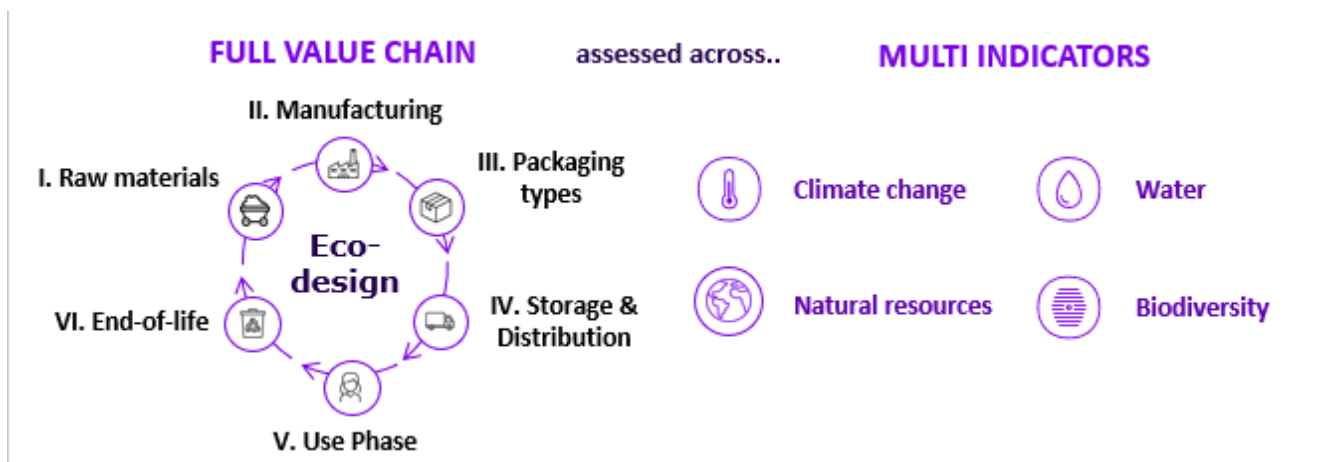 FULL VALUE CHAIN
assessed across..
MULTI INDICATORS
II. Manufacturing
I. Raw materials
III. Packaging
types
Eco-
design
VI. End-of-life
IV. Storage &
Distribution
V. Use Phase
Climate change
Water
Natural resources
Biodiversity